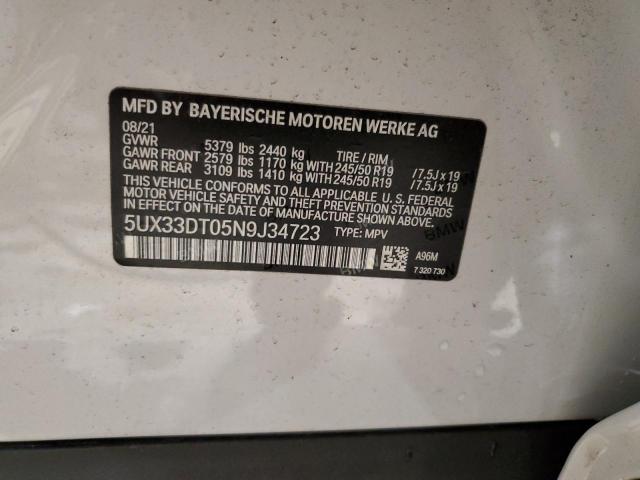 MFD BY BAYERISCHE MOTOREN WERKE AG
08/21
GVWR 5379 lbs 2440 kg TIRE / RIM
GAWR FRONT 2579 lbs 1170 kg WITH 245/50 R19 / 7.5J x 19
GAWR REAR 3109 lbs 1410 kg WITH 245/50 R19 / 7.5J x 19
THIS VEHICLE CONFORMS TO ALL APPLICABLE U.S. FEDERAL
MOTOR VEHICLE SAFETY AND THEFT PREVENTION STANDARDS
IN EFFECT ON THE DATE OF MANUFACTURE SHOWN ABOVE.
5UX33DT05N9J34723 TYPE: MPV
BMW
A96M
7 320 730